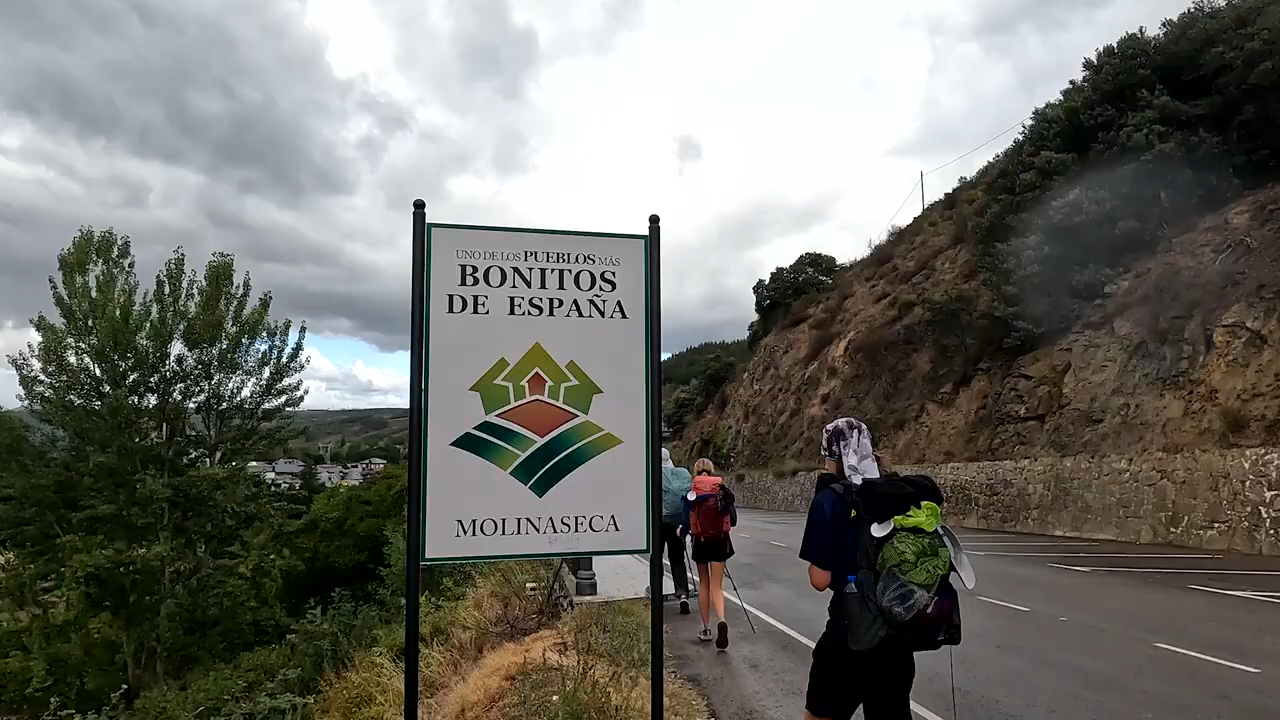 UNO DE LOS PUEBLOS MÁS
BONITOS
DE ESPAÑA
MOLINASECA